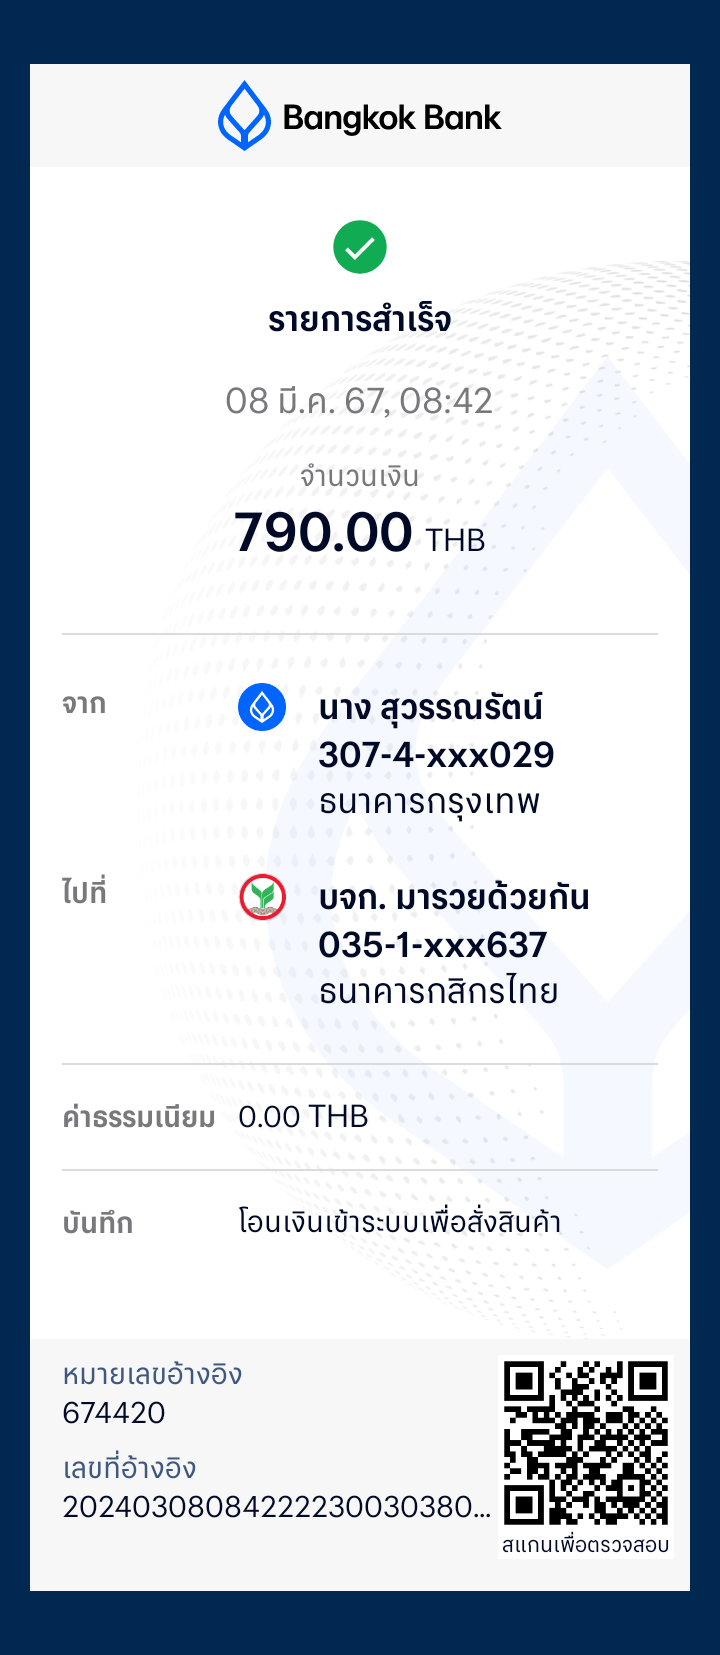 Bangkok Bank
รายการสำเร็จ
08 มี.ค. 67, 08:42
จำนวนเงิน
790.00 THB
จาก
นาง สุวรรณรัตน์
307-4-xxx029
ธนาคารกรุงเทพ
ไปที่
บจก. มารวยด้วยกัน
035-1-xxx637
ธนาคารกสิกรไทย
ค่าธรรมเนียม 0.00 THB
บันทึก โอนเงินเข้าระบบเพื่อสั่งสินค้า
หมายเลขอ้างอิง
674420
เลขที่อ้างอิง
20240308084222230030380...
สแกนเพื่อตรวจสอบ